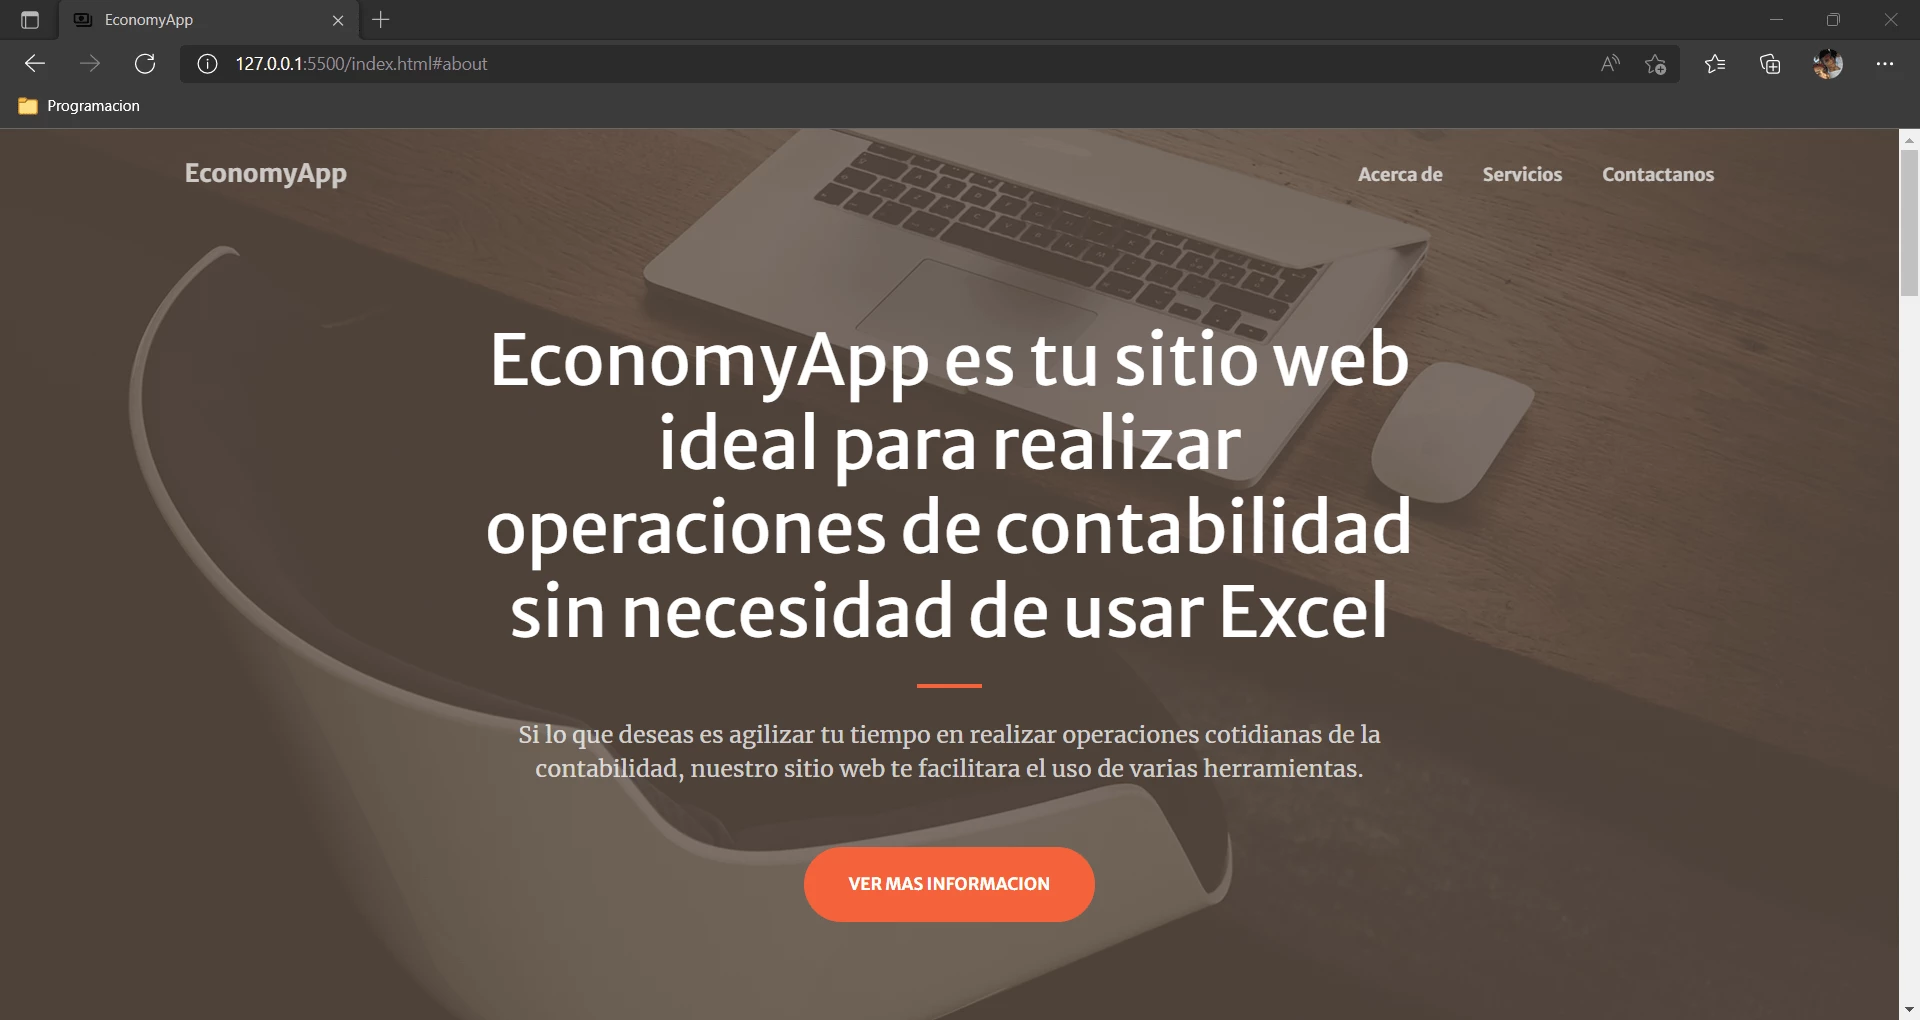 EconomyApp
127.0.0.1:5500/index.html#about
Programacion
EconomyApp
Acerca de
Servicios
Contactanos
EconomyApp es tu sitio web
ideal para realizar
operaciones de contabilidad
sin necesidad de usar Excel
Si lo que deseas es agilizar tu tiempo en realizar operaciones cotidianas de la
contabilidad, nuestro sitio web te facilitara el uso de varias herramientas.
VER MAS INFORMACION